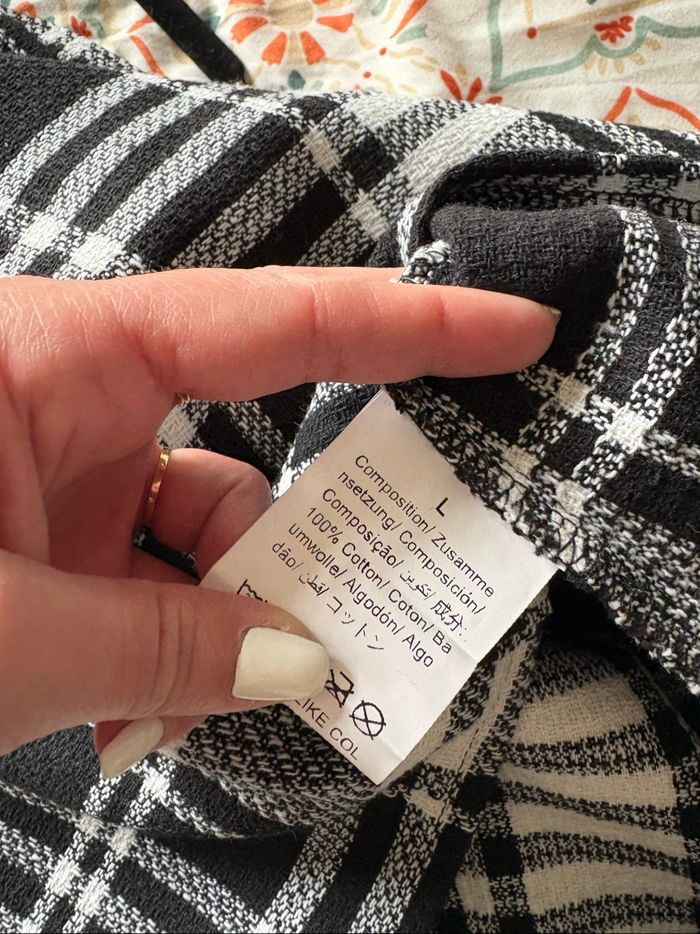 L
Composition/ Zusamme
nsetzung/ Composición/
Composição/ تكوين/ 成分:
100% Cotton/ Coton/ Ba
umwolle/ Algodón/ Algo
dão/ قطن/ コットン
LIKE COL